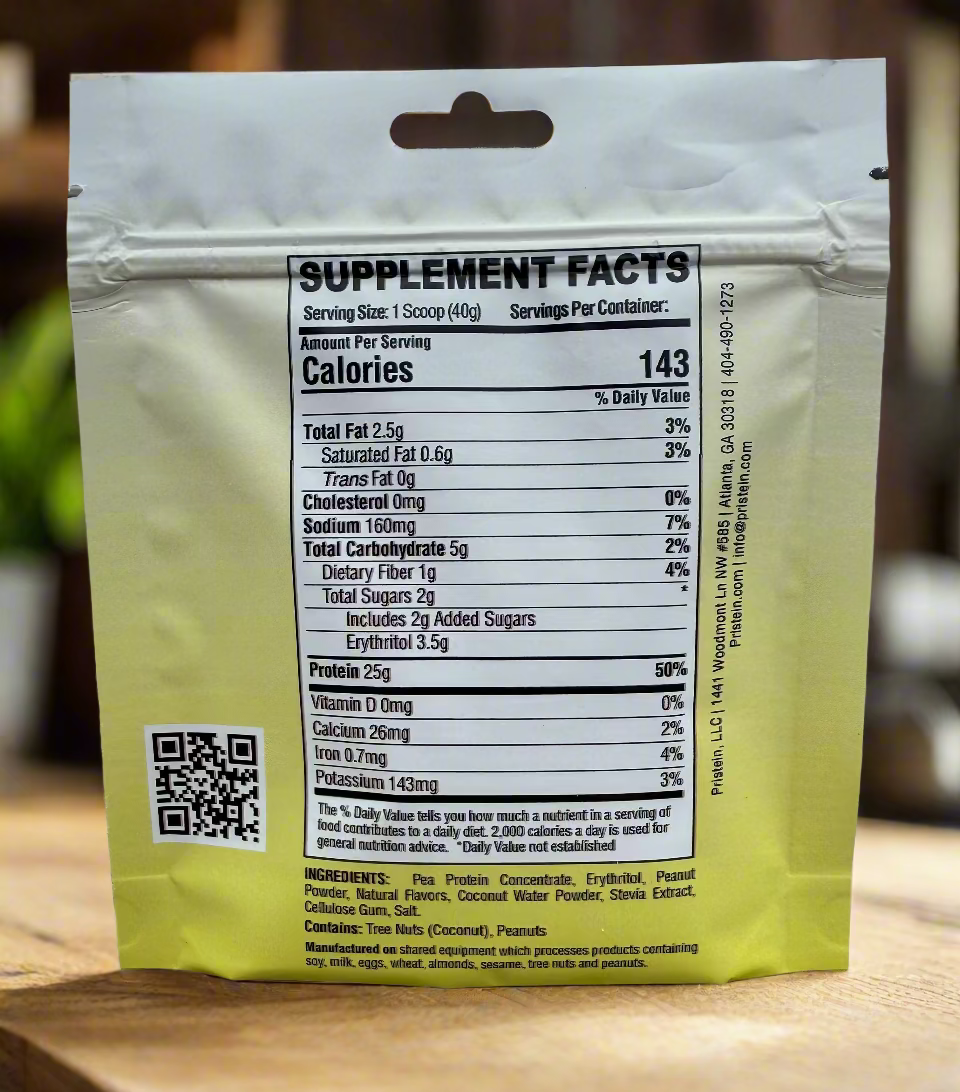 SUPPLEMENT FACTS
Serving Size: 1 Scoop (40g) Servings Per Container:
Amount Per Serving
Calories 143
% Daily Value
Total Fat 2.5g 3%
Saturated Fat 0.6g 3%
Trans Fat 0g
Cholesterol 0mg 0%
Sodium 160mg 7%
Total Carbohydrate 5g 2%
Dietary Fiber 1g 4%
Total Sugars 2g *
Includes 2g Added Sugars
Erythritol 3.5g
Protein 25g 50%
Vitamin D 0mg 0%
Calcium 26mg 2%
Iron 0.7mg 4%
Potassium 143mg 3%
The % Daily Value tells you how much a nutrient in a serving of
food contributes to a daily diet. 2,000 calories a day is used for
general nutrition advice. *Daily Value not established
INGREDIENTS: Pea Protein Concentrate, Erythritol, Peanut
Powder, Natural Flavors, Coconut Water Powder, Stevia Extract,
Cellulose Gum, Salt.
Contains: Tree Nuts (Coconut), Peanuts
Manufactured on shared equipment which processes products containing
soy, milk, eggs, wheat, almonds, sesame, tree nuts and peanuts.
Pristein, LLC | 1441 Woodmont Ln NW #585 | Atlanta, GA 30318 | 404-490-1273
Pristein.com | info@pristein.com